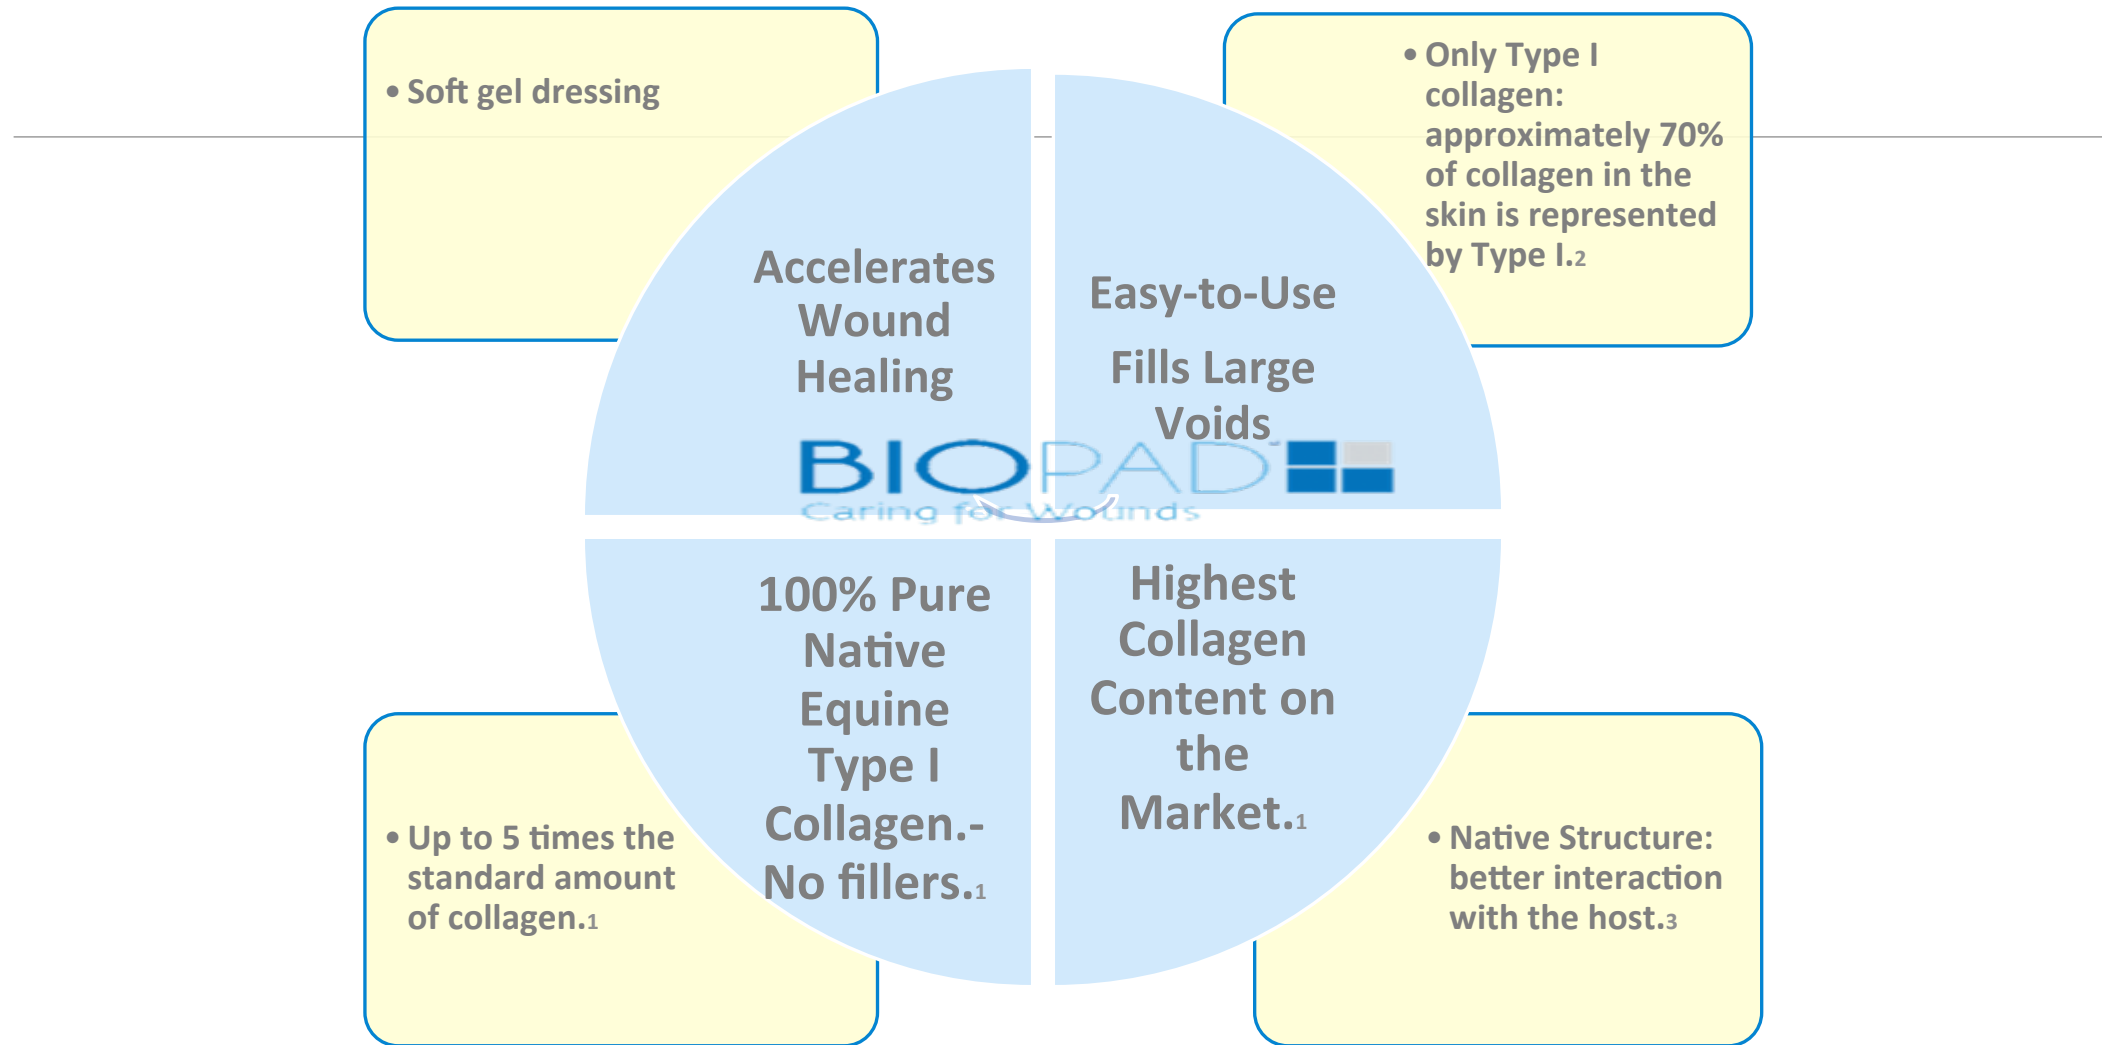 • Soft gel dressing
• Only Type I
collagen:
approximately 70%
of collagen in the
skin is represented
by Type I.2
Accelerates
Wound
Healing
Easy-to-Use
Fills Large
Voids
BIOPAD
Caring for Wounds
100% Pure
Native
Equine
Type I
Collagen.-
No fillers.1
Highest
Collagen
Content on
the
Market.1
• Up to 5 times the
standard amount
of collagen.1
• Native Structure:
better interaction
with the host.3